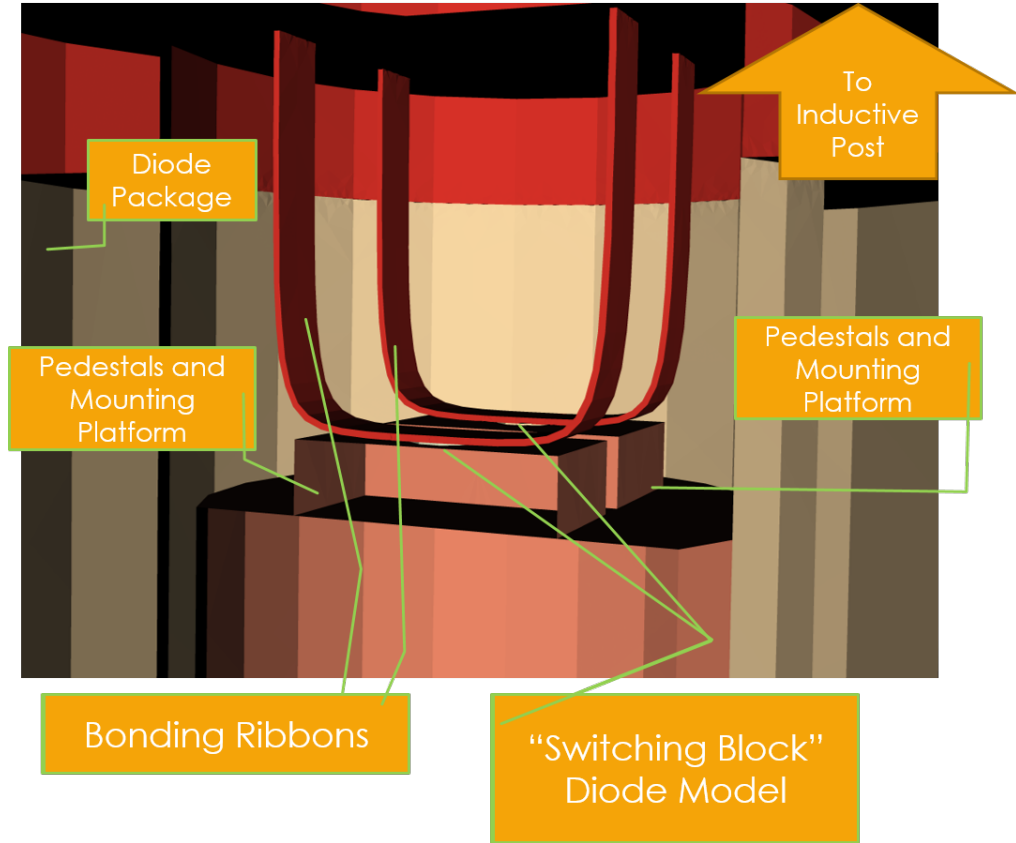 To
Inductive
Post
Diode
Package
Pedestals and
Mounting
Platform
Pedestals and
Mounting
Platform
Bonding Ribbons
“Switching Block”
Diode Model